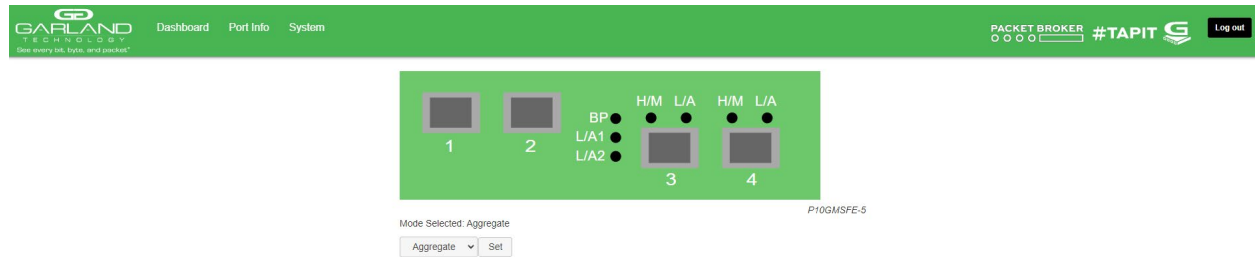 GARLAND
TECHNOLOGY
See every bit, byte, and packet®
Dashboard Port Info System
PACKET BROKER
#TAPIT G
Log out
H/M L/A H/M L/A
BP
L/A1
L/A2
1 2
3 4
P10GMSFE-5
Mode Selected: Aggregate
Aggregate Set